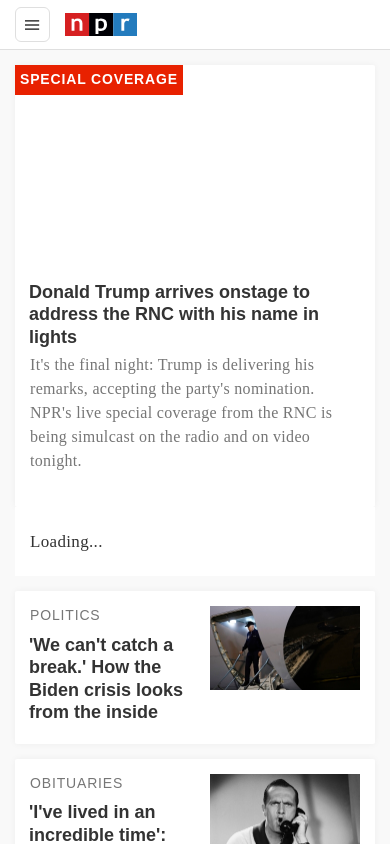 npr
SPECIAL COVERAGE
Donald Trump arrives onstage to
address the RNC with his name in
lights
It's the final night: Trump is delivering his
remarks, accepting the party's nomination.
NPR's live special coverage from the RNC is
being simulcast on the radio and on video
tonight.
Loading...
POLITICS
'We can't catch a
break.' How the
Biden crisis looks
from the inside
OBITUARIES
'I've lived in an
incredible time':